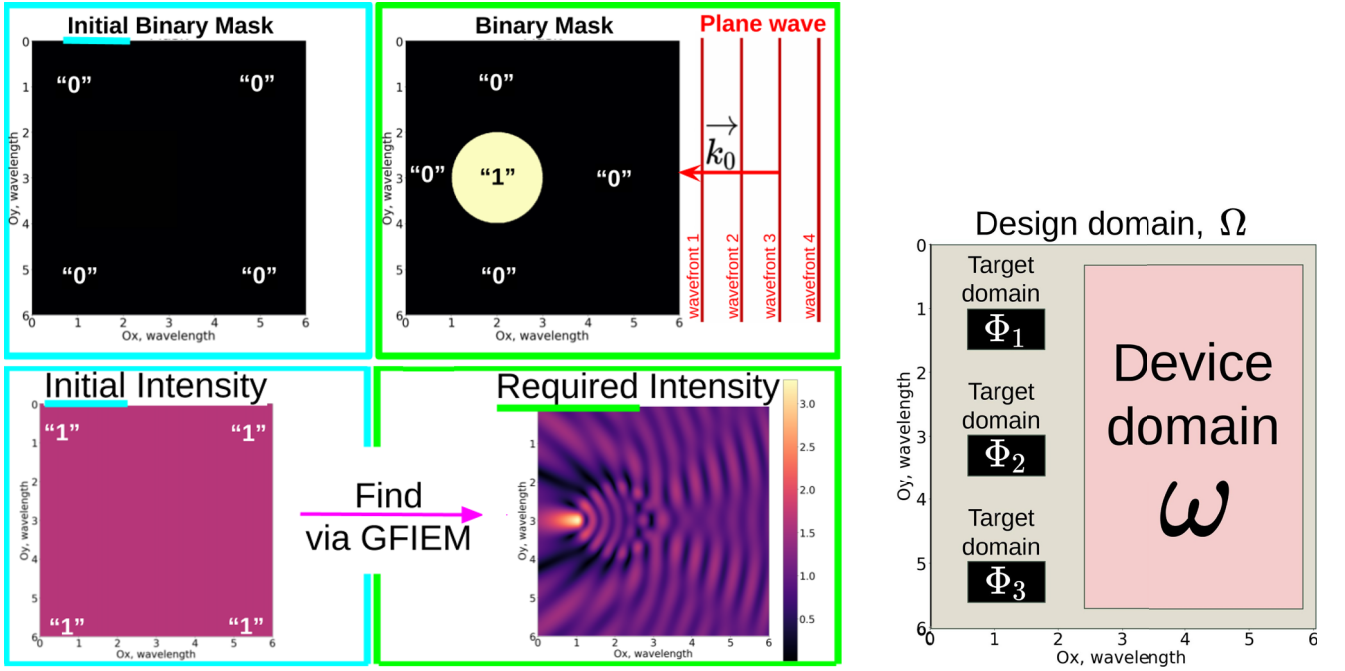 Initial Binary Mask
0
1
2
3
4
5
6
Oy, wavelength
"0"
"0"
"0"
"0"
0 1 2 3 4 5 6
Ox, wavelength
Binary Mask
0
1
2
3
4
5
6
Oy, wavelength
"0"
"0"
"1"
"0"
"0"
0 1 2 3 4 5 6
Ox, wavelength
Plane wave
k0
wavefront 1
wavefront 2
wavefront 3
wavefront 4
Initial Intensity
0
1
2
3
4
5
6
Oy, wavelength
"1"
"1"
"1"
"1"
0 1 2 3 4 5 6
Ox, wavelength
Find
via GFIEM
Required Intensity
1
2
3
4
5
6
Oy, wavelength
0 1 2 3 4 5 6
Ox, wavelength
3.0
2.5
2.0
1.5
1.0
0.5
Design domain, Ω
0
1
2
3
4
5
6
Oy, wavelength
Target
domain
Φ1
Target
domain
Φ2
Target
domain
Φ3
Device
domain
ω
0 1 2 3 4 5 6
Ox, wavelength